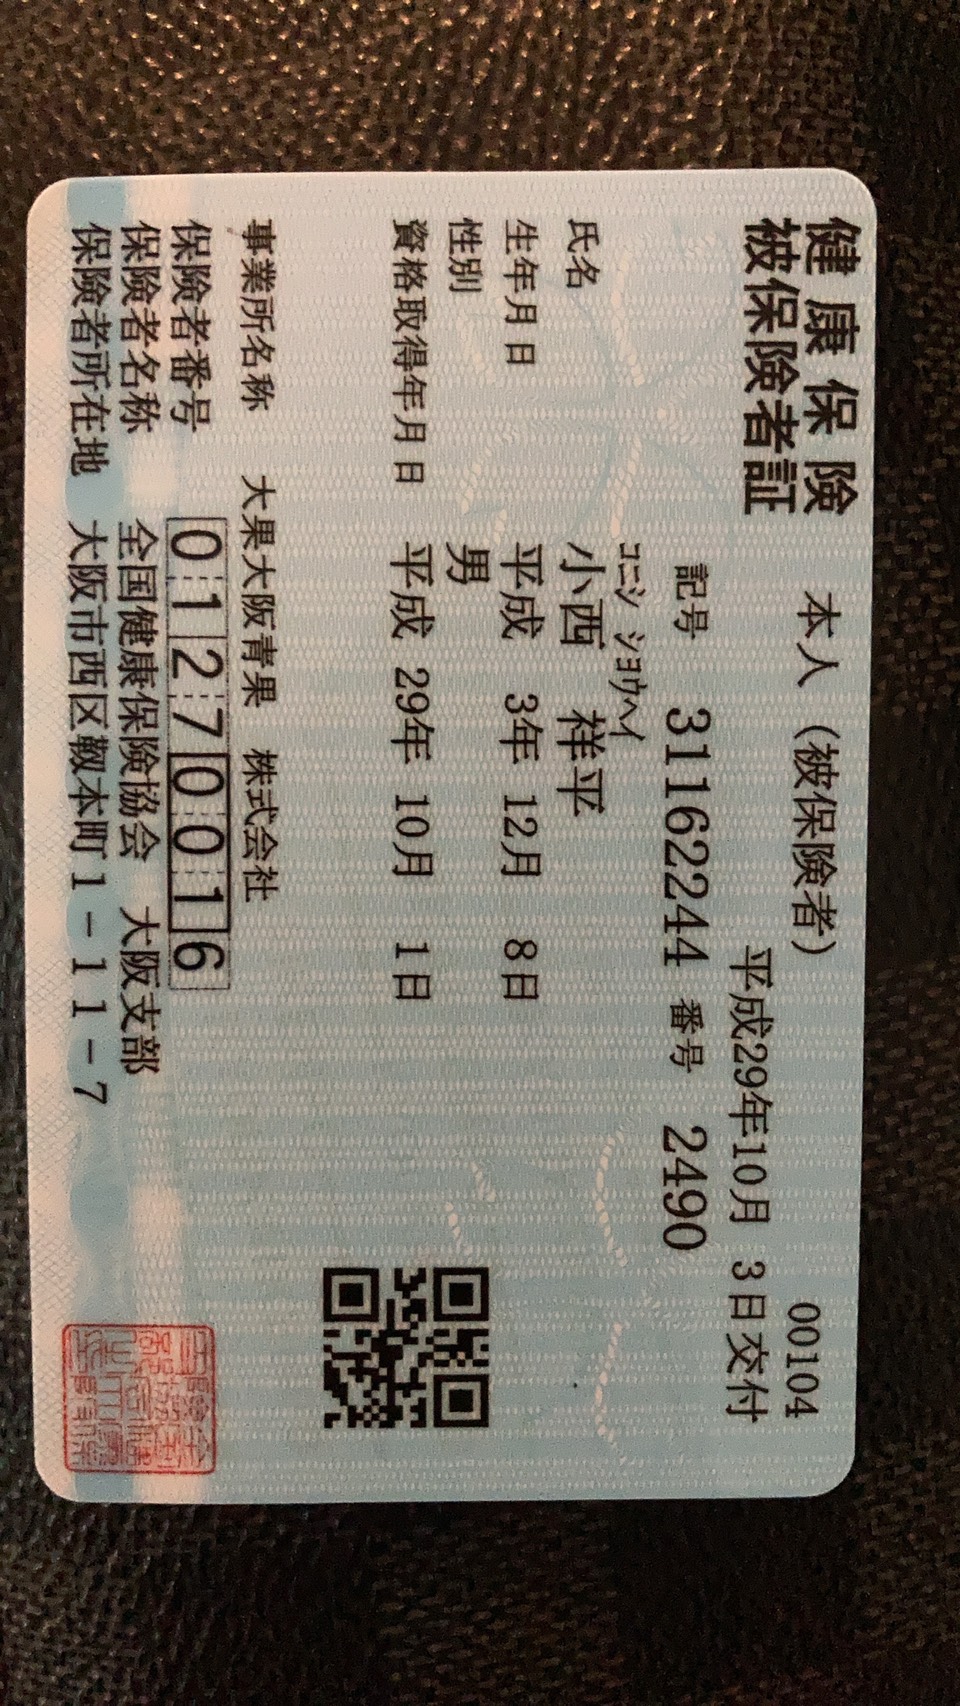 健康保険 本人（被保険者） 00104
被保険者証 平成29年10月 3日交付
記号 31162244 番号 2490
ｺﾆｼ ｼｮｳﾍｲ
氏名 小西 祥平
生年月日 平成 3年 12月 8日
性別 男
資格取得年月日 平成 29年 10月 1日
事業所名称 大果大阪青果 株式会社
保険者番号 01270016
保険者名称 全国健康保険協会 大阪支部
保険者所在地 大阪市西区靱本町1-11-7